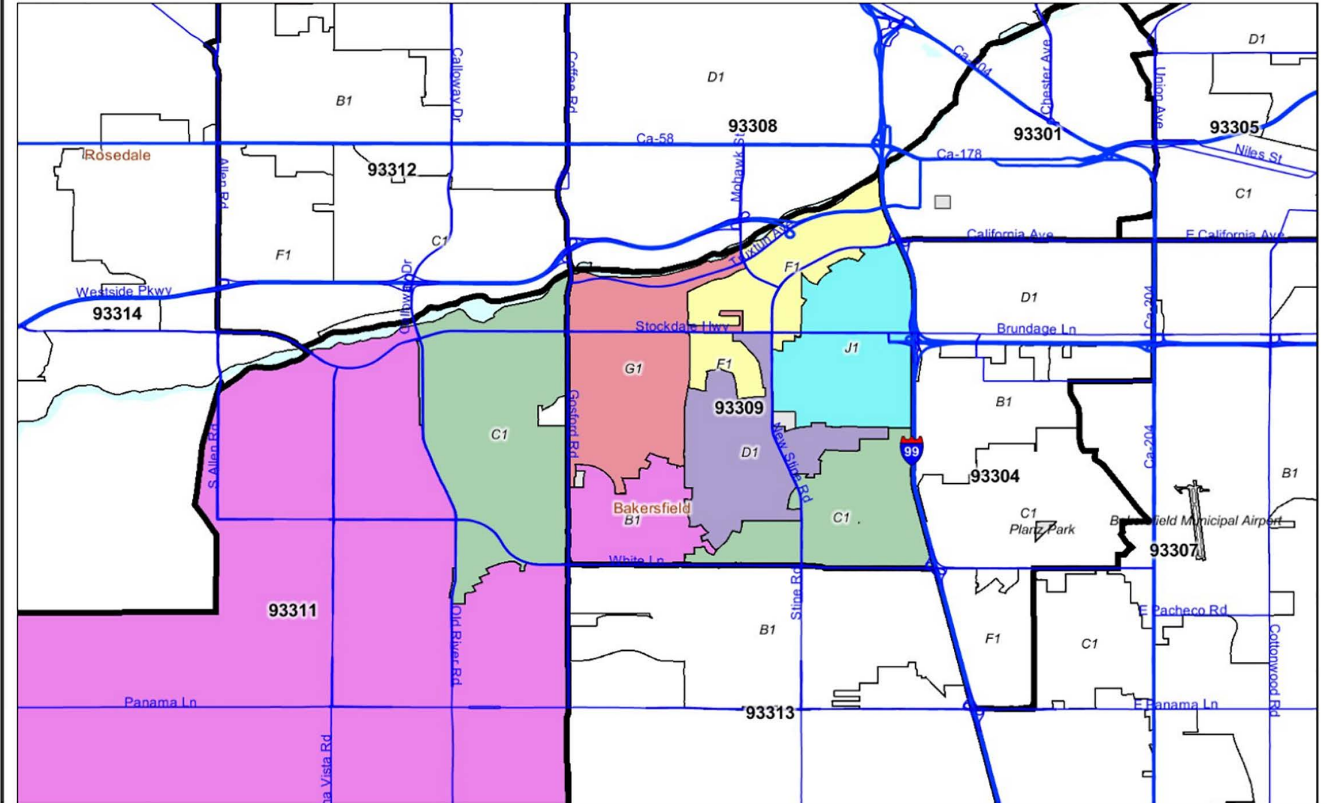 D1
Ca-204
Chester Ave
D1
Calloway Dr
Coffee Rd
D1
Union Ave
B1
93308
93301
93305
Ca-58
Rosedale
Mohawk St
Ca-178
Niles St
93312
Allen Rd
C1
C1
Truxtun Ave
California Ave
E California Ave
F1
C1
F1
Calloway Dr
Westside Pkwy
D1
Ca-204
93314
Stockdale Hwy
Brundage Ln
J1
G1
F1
93309
B1
Gosford Rd
C1
D1
S Allen Rd
New Stine Rd
99
Ca-204
93304
B1
Bakersfield
B1
C1
C1
Planz Park
Bakersfield Municipal Airport
93307
White Ln
Stine Rd
93311
Old River Rd
E Pacheco Rd
B1
F1
C1
Cottonwood Rd
Panama Ln
93313
E Panama Ln
Vista Rd